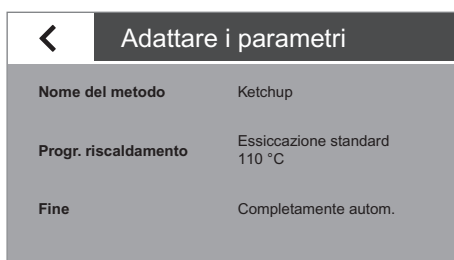 Adattare i parametri
Nome del metodo Ketchup
Progr. riscaldamento Essiccazione standard
110 °C
Fine Completamente autom.